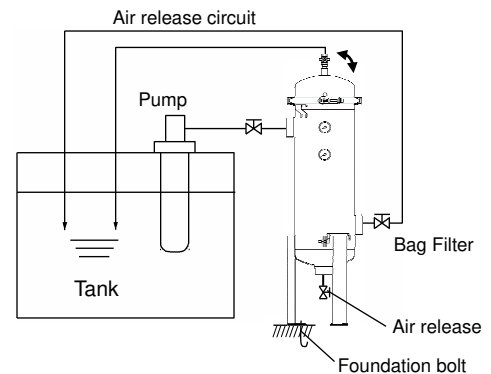 Air release circuit
Pump
Bag Filter
Tank
Air release
Foundation bolt